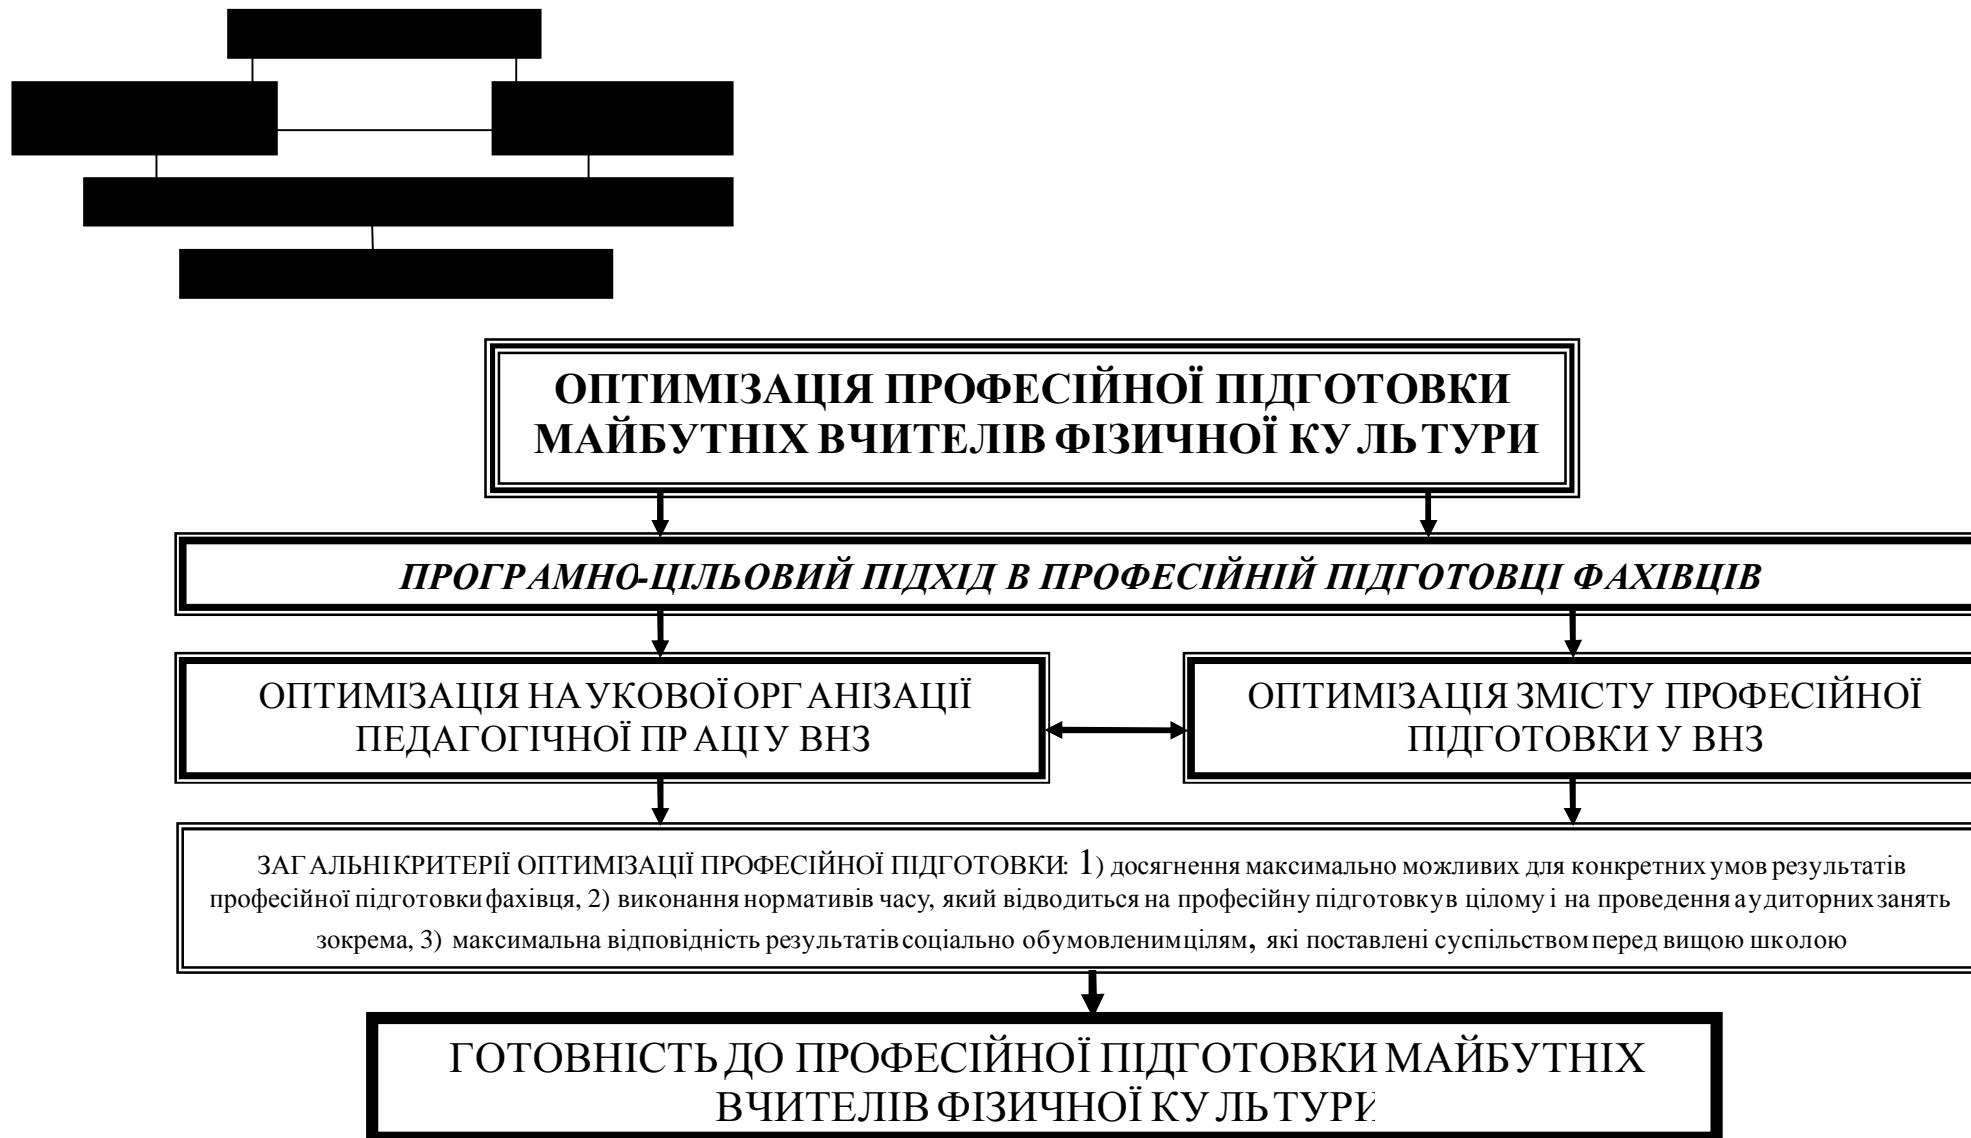 ОПТИМІЗАЦІЯ ПРОФЕСІЙНОЇ ПІДГОТОВКИ
МАЙБУТНІХ ВЧИТЕЛІВ ФІЗИЧНОЇ КУЛЬТУРИ
ПРОГРАМНО-ЦІЛЬОВИЙ ПІДХІД В ПРОФЕСІЙНІЙ ПІДГОТОВЦІ ФАХІВЦІВ
ОПТИМІЗАЦІЯ НАУКОВОЇ ОРГАНІЗАЦІЇ
ПЕДАГОГІЧНОЇ ПРАЦІ У ВНЗ
ОПТИМІЗАЦІЯ ЗМІСТУ ПРОФЕСІЙНОЇ
ПІДГОТОВКИ У ВНЗ
ЗАГАЛЬНІ КРИТЕРІЇ ОПТИМІЗАЦІЇ ПРОФЕСІЙНОЇ ПІДГОТОВКИ: 1) досягнення максимально можливих для конкретних умов результатів
професійної підготовки фахівця, 2) виконання нормативів часу, який відводиться на професійну підготовку в цілому і на проведення аудиторних занять
зокрема, 3) максимальна відповідність результатів соціально обумовленим цілям, які поставлені суспільством перед вищою школою
ГОТОВНІСТЬ ДО ПРОФЕСІЙНОЇ ПІДГОТОВКИ МАЙБУТНІХ
ВЧИТЕЛІВ ФІЗИЧНОЇ КУЛЬТУРИ